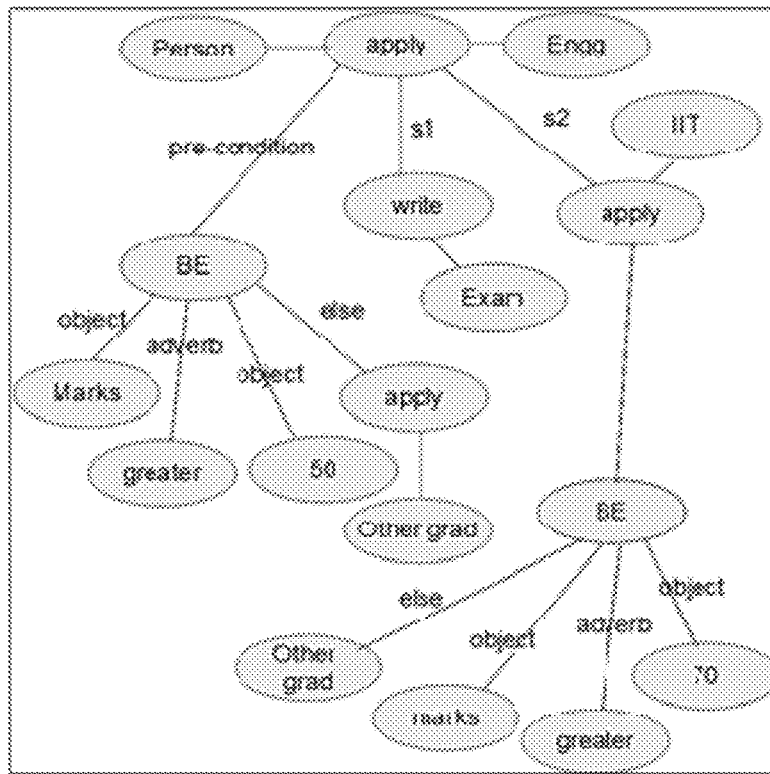 Person
apply
Engg
s1
s2
IIT
pre-condition
write
apply
BE
Exam
object
else
adverb
object
Marks
apply
greater
50
Other grad
BE
else
object
adverb
object
Other
grad
70
marks
greater